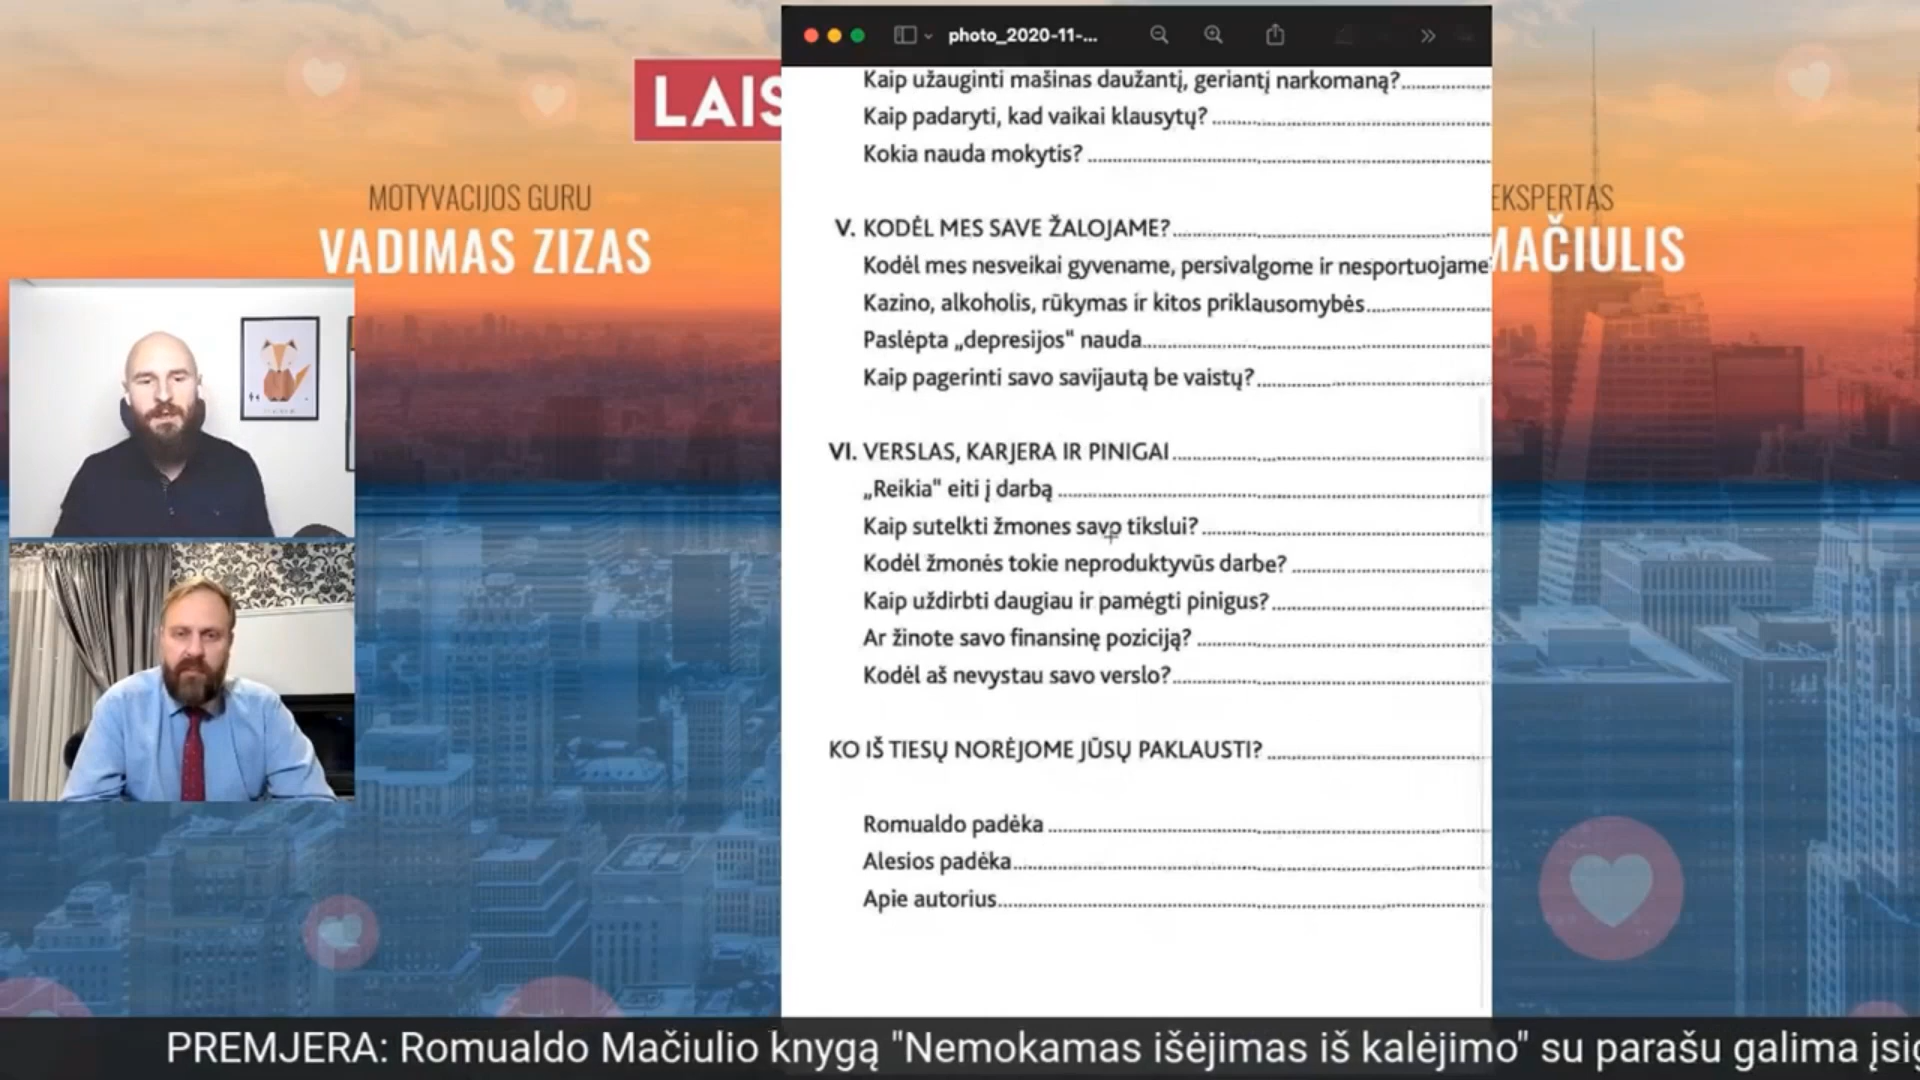 photo_2020-11-...
LAIS
MOTYVACIJOS GURU
VADIMAS ZIZAS
EKSPERTAS
MAČIULIS
Kaip užauginti mašinas daužantį, geriantį narkomaną?
Kaip padaryti, kad vaikai klausytų?
Kokia nauda mokytis?
V. KODĖL MES SAVE ŽALOJAME?
Kodėl mes nesveikai gyvename, persivalgome ir nesportuojame
Kazino, alkoholis, rūkymas ir kitos priklausomybės
Paslėpta „depresijos“ nauda
Kaip pagerinti savo savijautą be vaistų?
VI. VERSLAS, KARJERA IR PINIGAI
„Reikia“ eiti į darbą
Kaip sutelkti žmones savo tikslui?
Kodėl žmonės tokie neproduktyvūs darbe?
Kaip uždirbti daugiau ir pamėgti pinigus?
Ar žinote savo finansinę poziciją?
Kodėl aš nevystau savo verslo?
KO IŠ TIESŲ NORĖJOME JŪSŲ PAKLAUSTI?
Romualdo padėka
Alesios padėka
Apie autorius
PREMJERA: Romualdo Mačiulio knygą "Nemokamas išėjimas iš kalėjimo" su parašu galima įsig